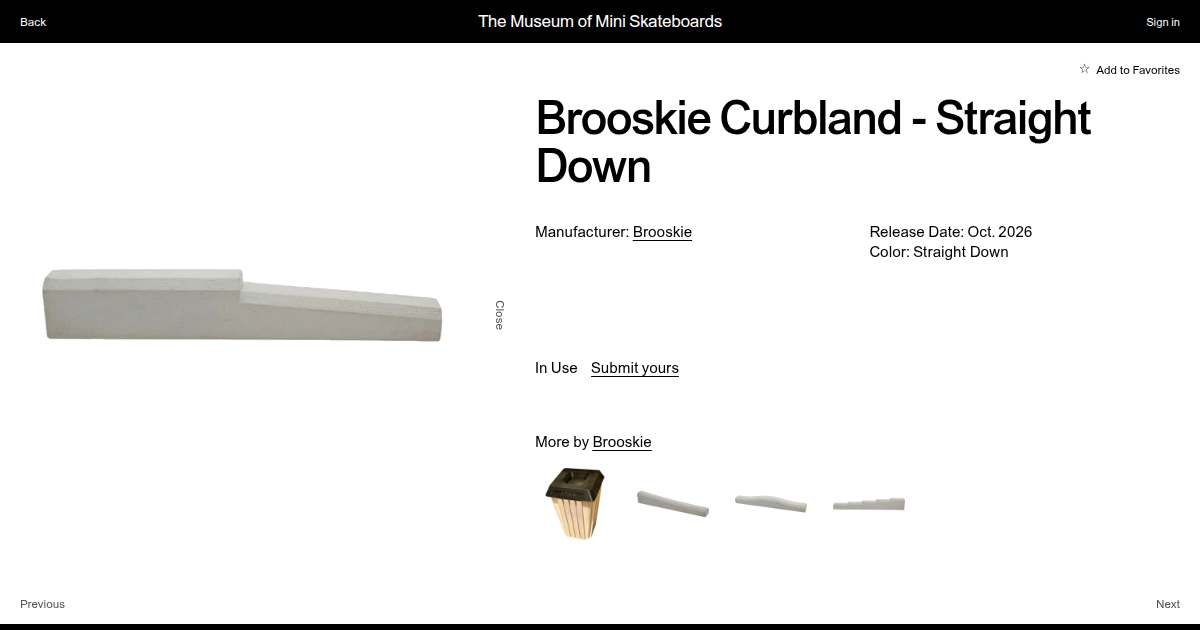 Back
The Museum of Mini Skateboards
Sign in
☆ Add to Favorites
Brooskie Curbland - Straight
Down
Manufacturer: Brooskie
Release Date: Oct. 2026
Color: Straight Down
Close
In Use Submit yours
More by Brooskie
Previous
Next